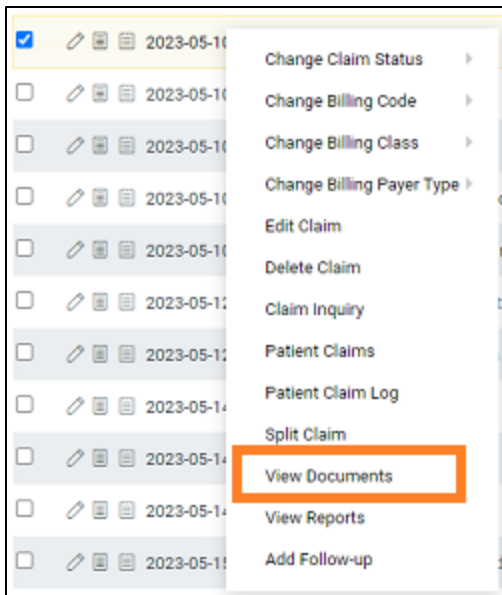 2023-05-10
Change Claim Status
Change Billing Code
2023-05-10
Change Billing Class
2023-05-10
Change Billing Payer Type
2023-05-10
Edit Claim
2023-05-10
Delete Claim
2023-05-12
Claim Inquiry
2023-05-12
Patient Claims
Patient Claim Log
2023-05-14
Split Claim
2023-05-14
View Documents
2023-05-14
View Reports
2023-05-15
Add Follow-up